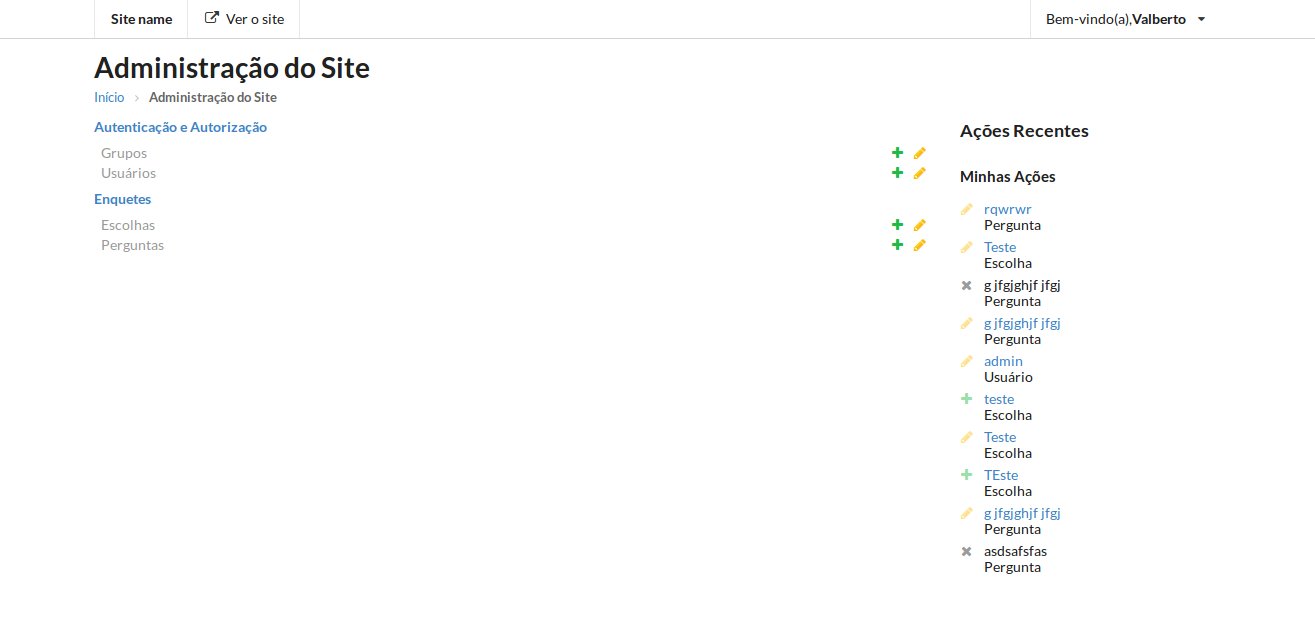 Site name
Ver o site
Bem-vindo(a),Valberto
Administração do Site
Início
Administração do Site
Autenticação e Autorização
Grupos
Usuários
Enquetes
Escolhas
Perguntas
Ações Recentes
Minhas Ações
rqwrwr
Pergunta
Teste
Escolha
g jfgjghjf jfgj
Pergunta
g jfgjghjf jfgj
Pergunta
admin
Usuário
teste
Escolha
Teste
Escolha
TEste
Escolha
g jfgjghjf jfgj
Pergunta
asdsafsfas
Pergunta